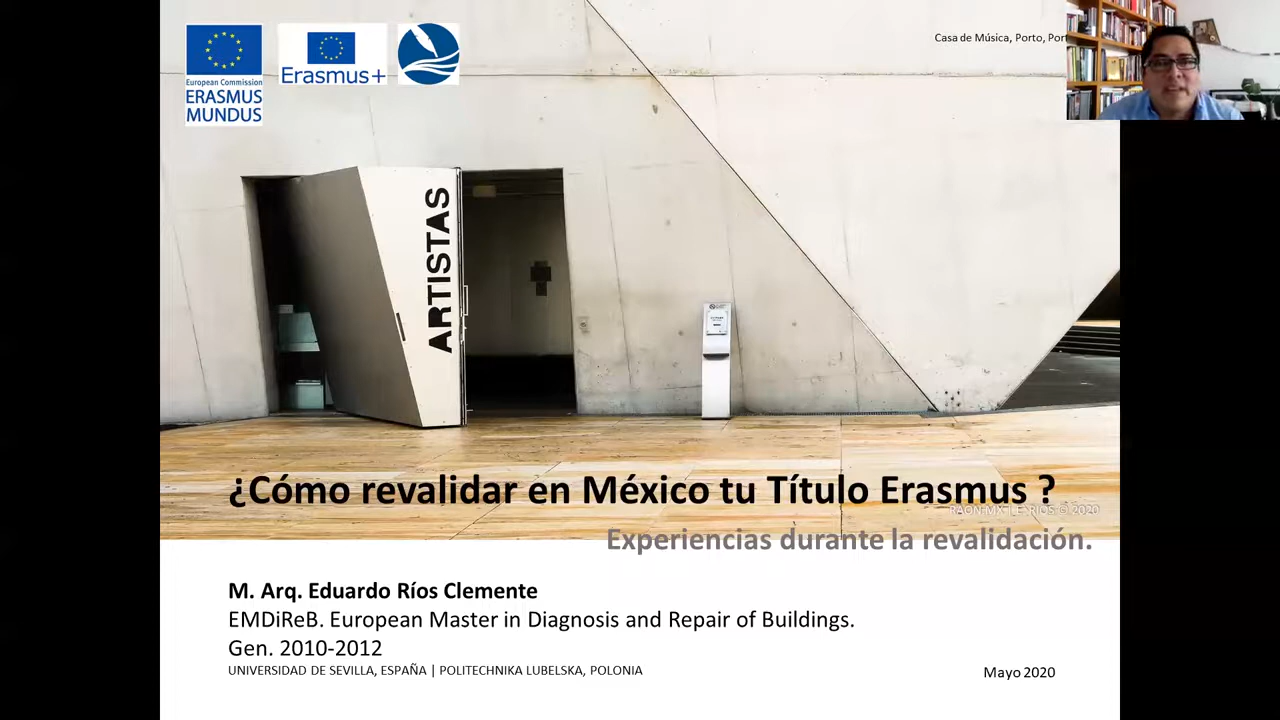 European Commission
ERASMUS
MUNDUS
Erasmus+
Casa de Música, Porto, Port
ARTISTAS
¿Cómo revalidar en México tu Título Erasmus ?
RAON-MX | E. RIOS © 2020
Experiencias durante la revalidación.
M. Arq. Eduardo Ríos Clemente
EMDiReB. European Master in Diagnosis and Repair of Buildings.
Gen. 2010-2012
UNIVERSIDAD DE SEVILLA, ESPAÑA | POLITECHNIKA LUBELSKA, POLONIA
Mayo 2020